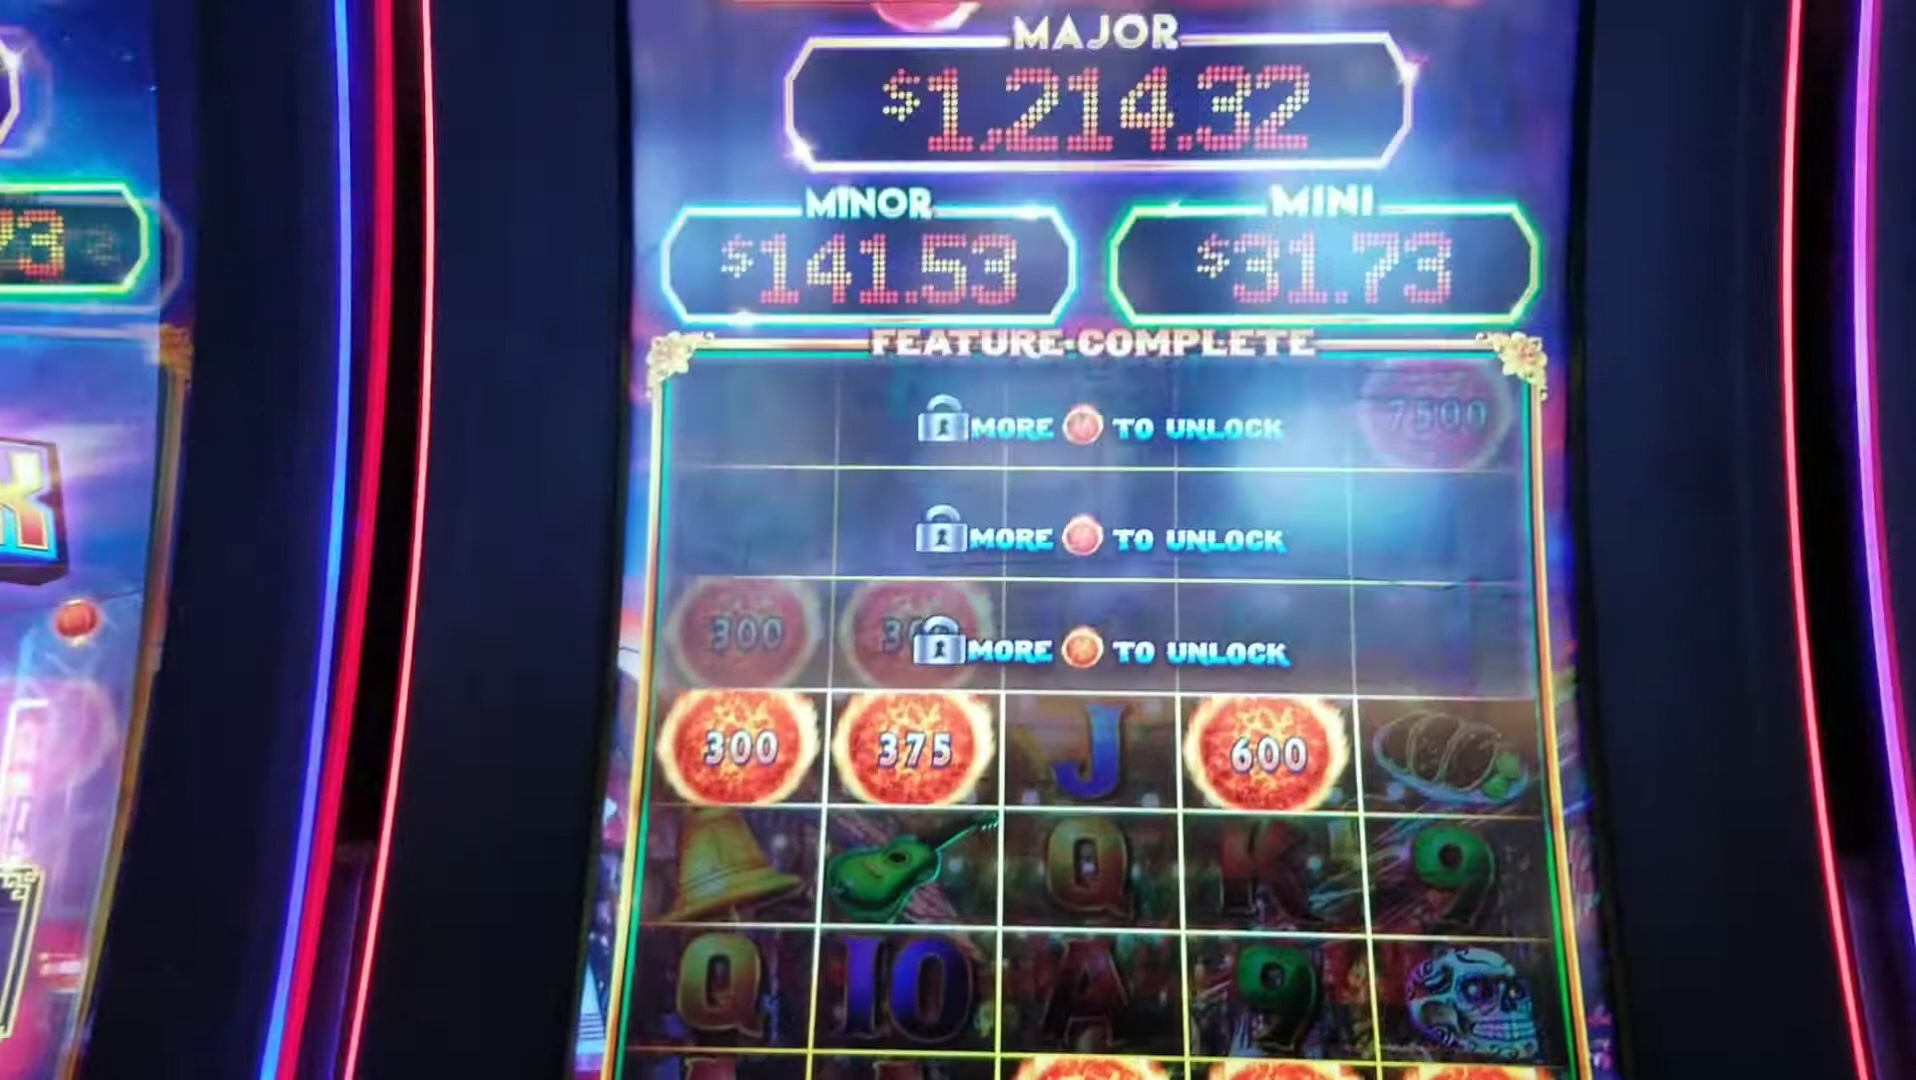 MAJOR
$1,214.32
MINOR
MINI
$141.53
$31.73
73
FEATURE COMPLETE
7500
MORE TO UNLOCK
MORE TO UNLOCK
300
MORE TO UNLOCK
300 375 J 600
Q K 9
Q 10 A 9
X